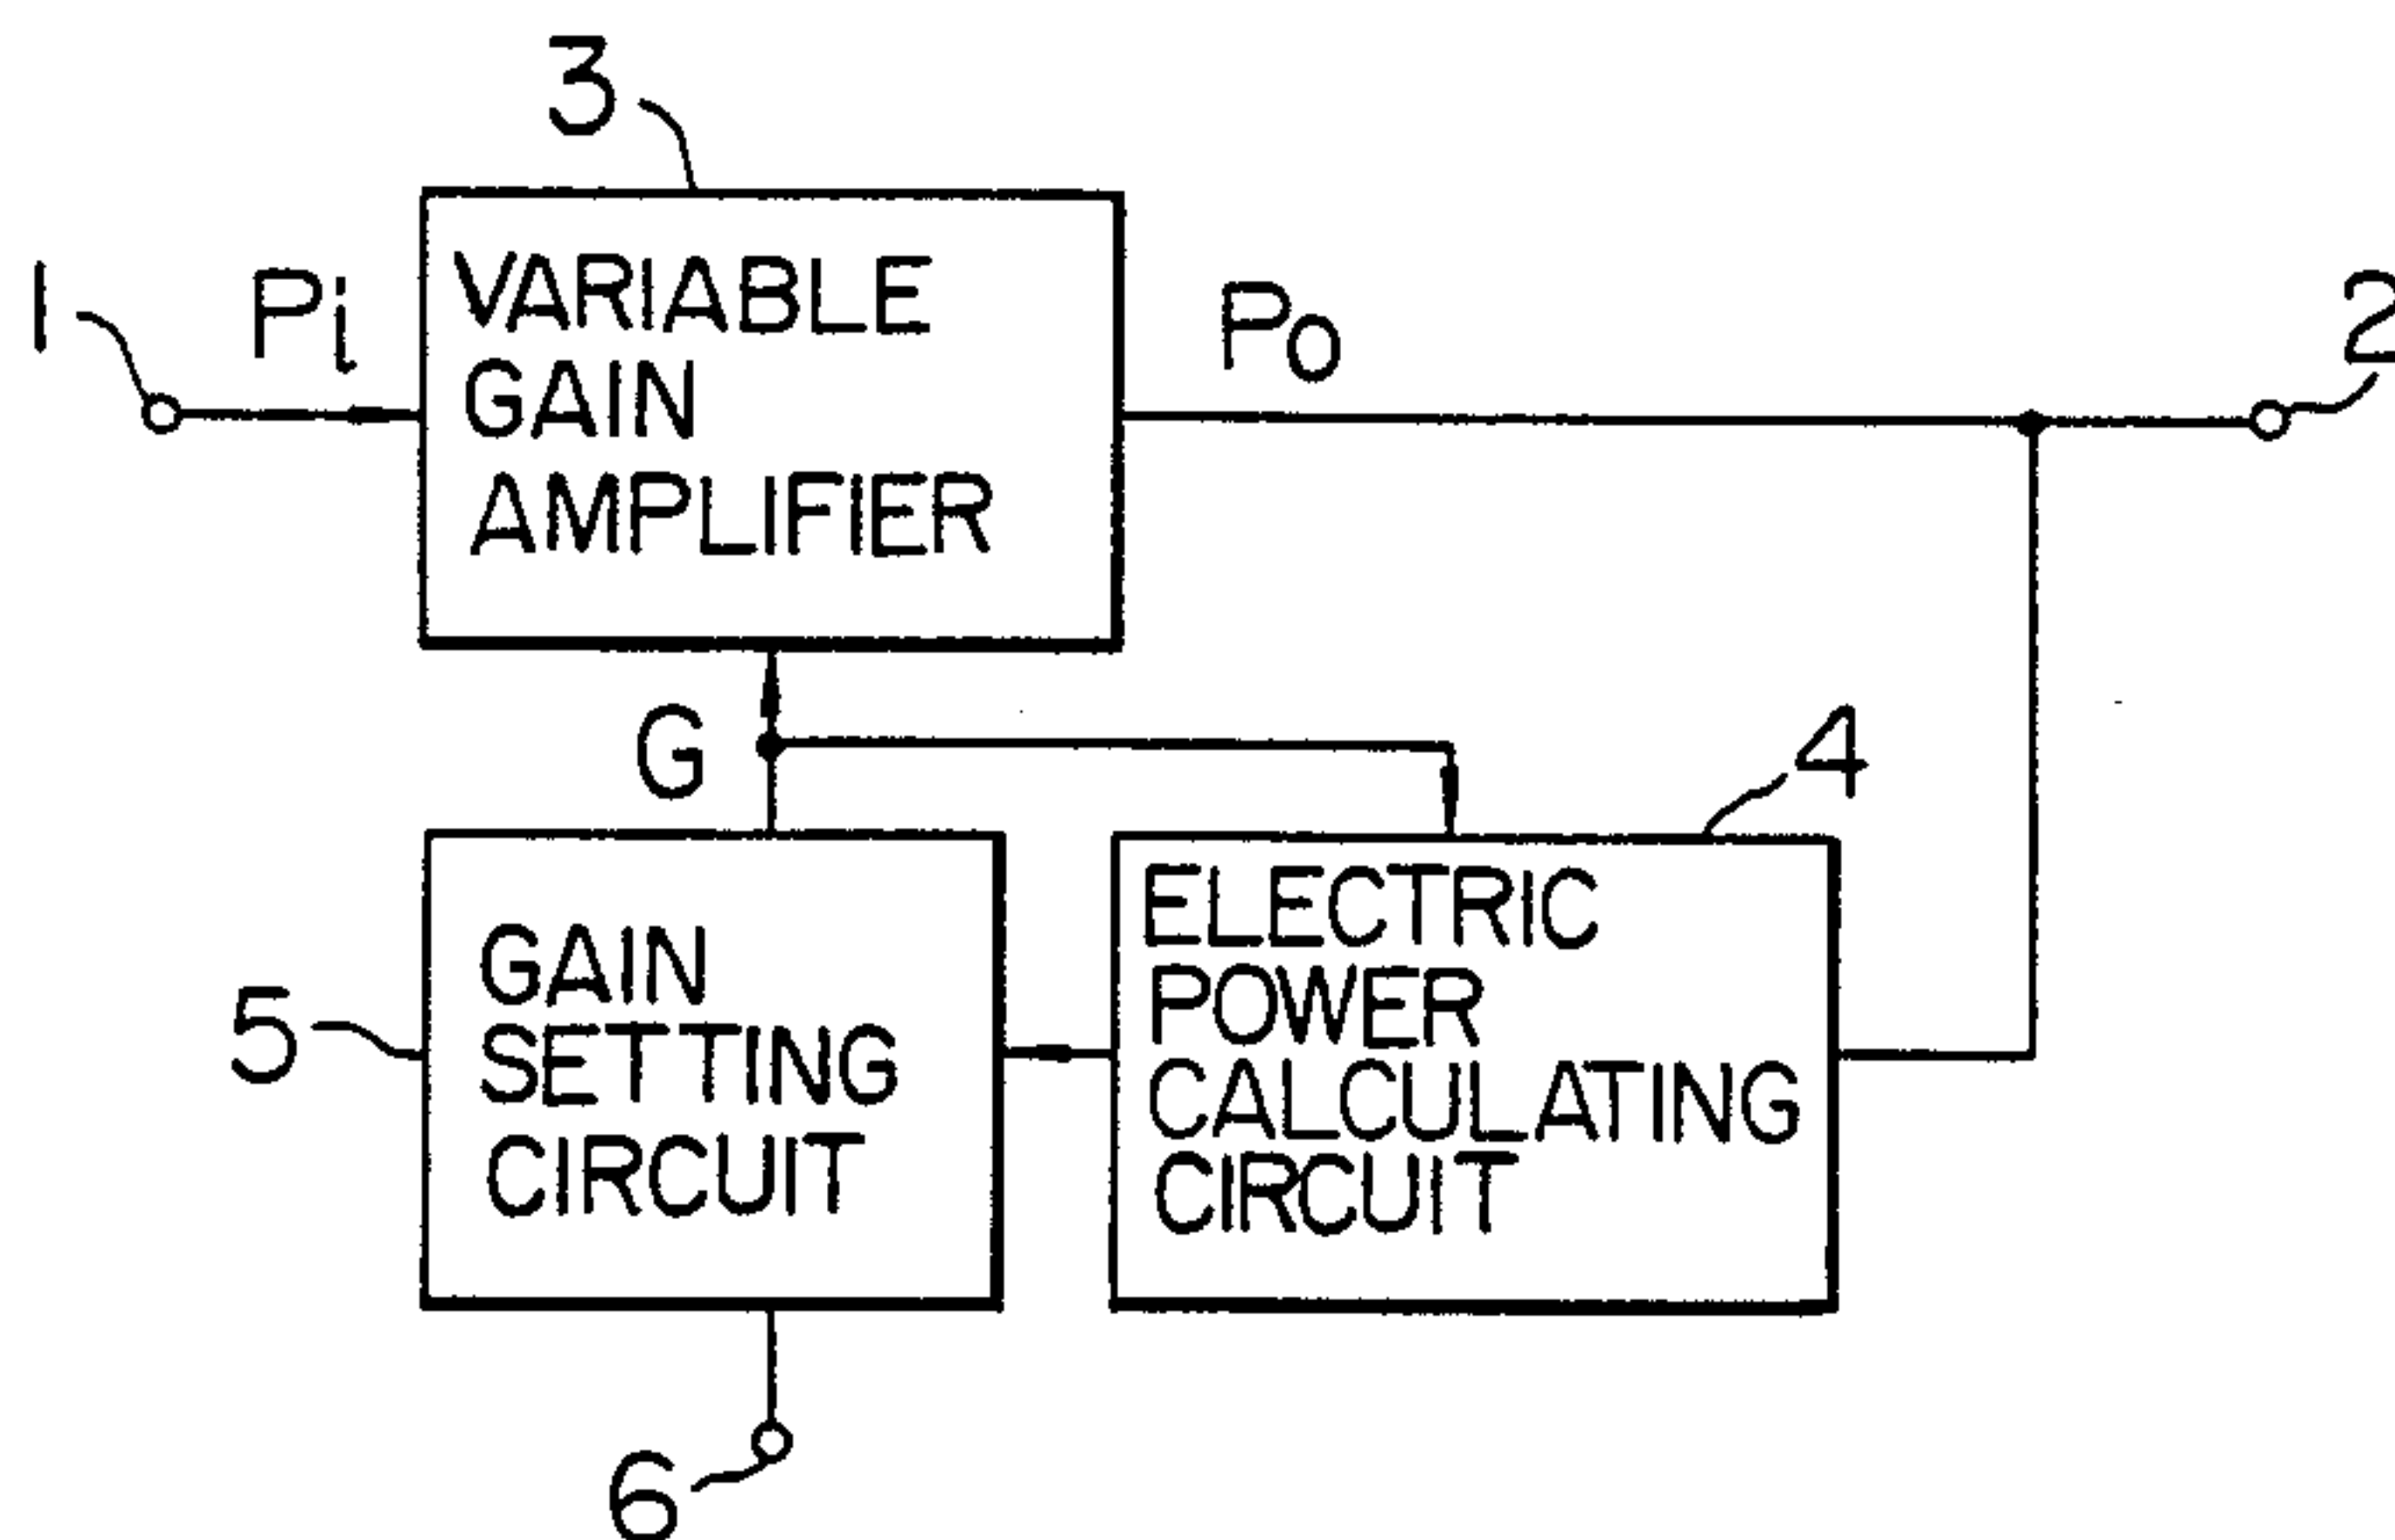 3
1
Pi
VARIABLE
GAIN
AMPLIFIER
Po
2
G
4
5
GAIN
SETTING
CIRCUIT
ELECTRIC
POWER
CALCULATING
CIRCUIT
6